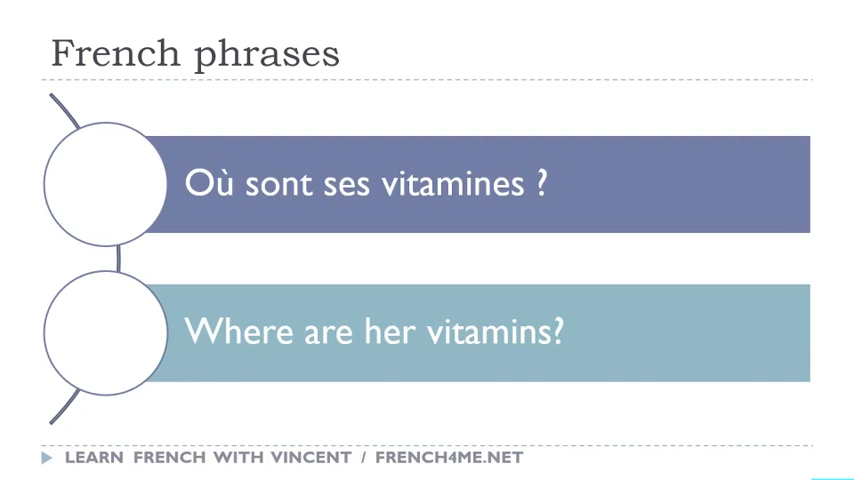 French phrases
Où sont ses vitamines ?
Where are her vitamins?
LEARN FRENCH WITH VINCENT / FRENCH4ME.NET